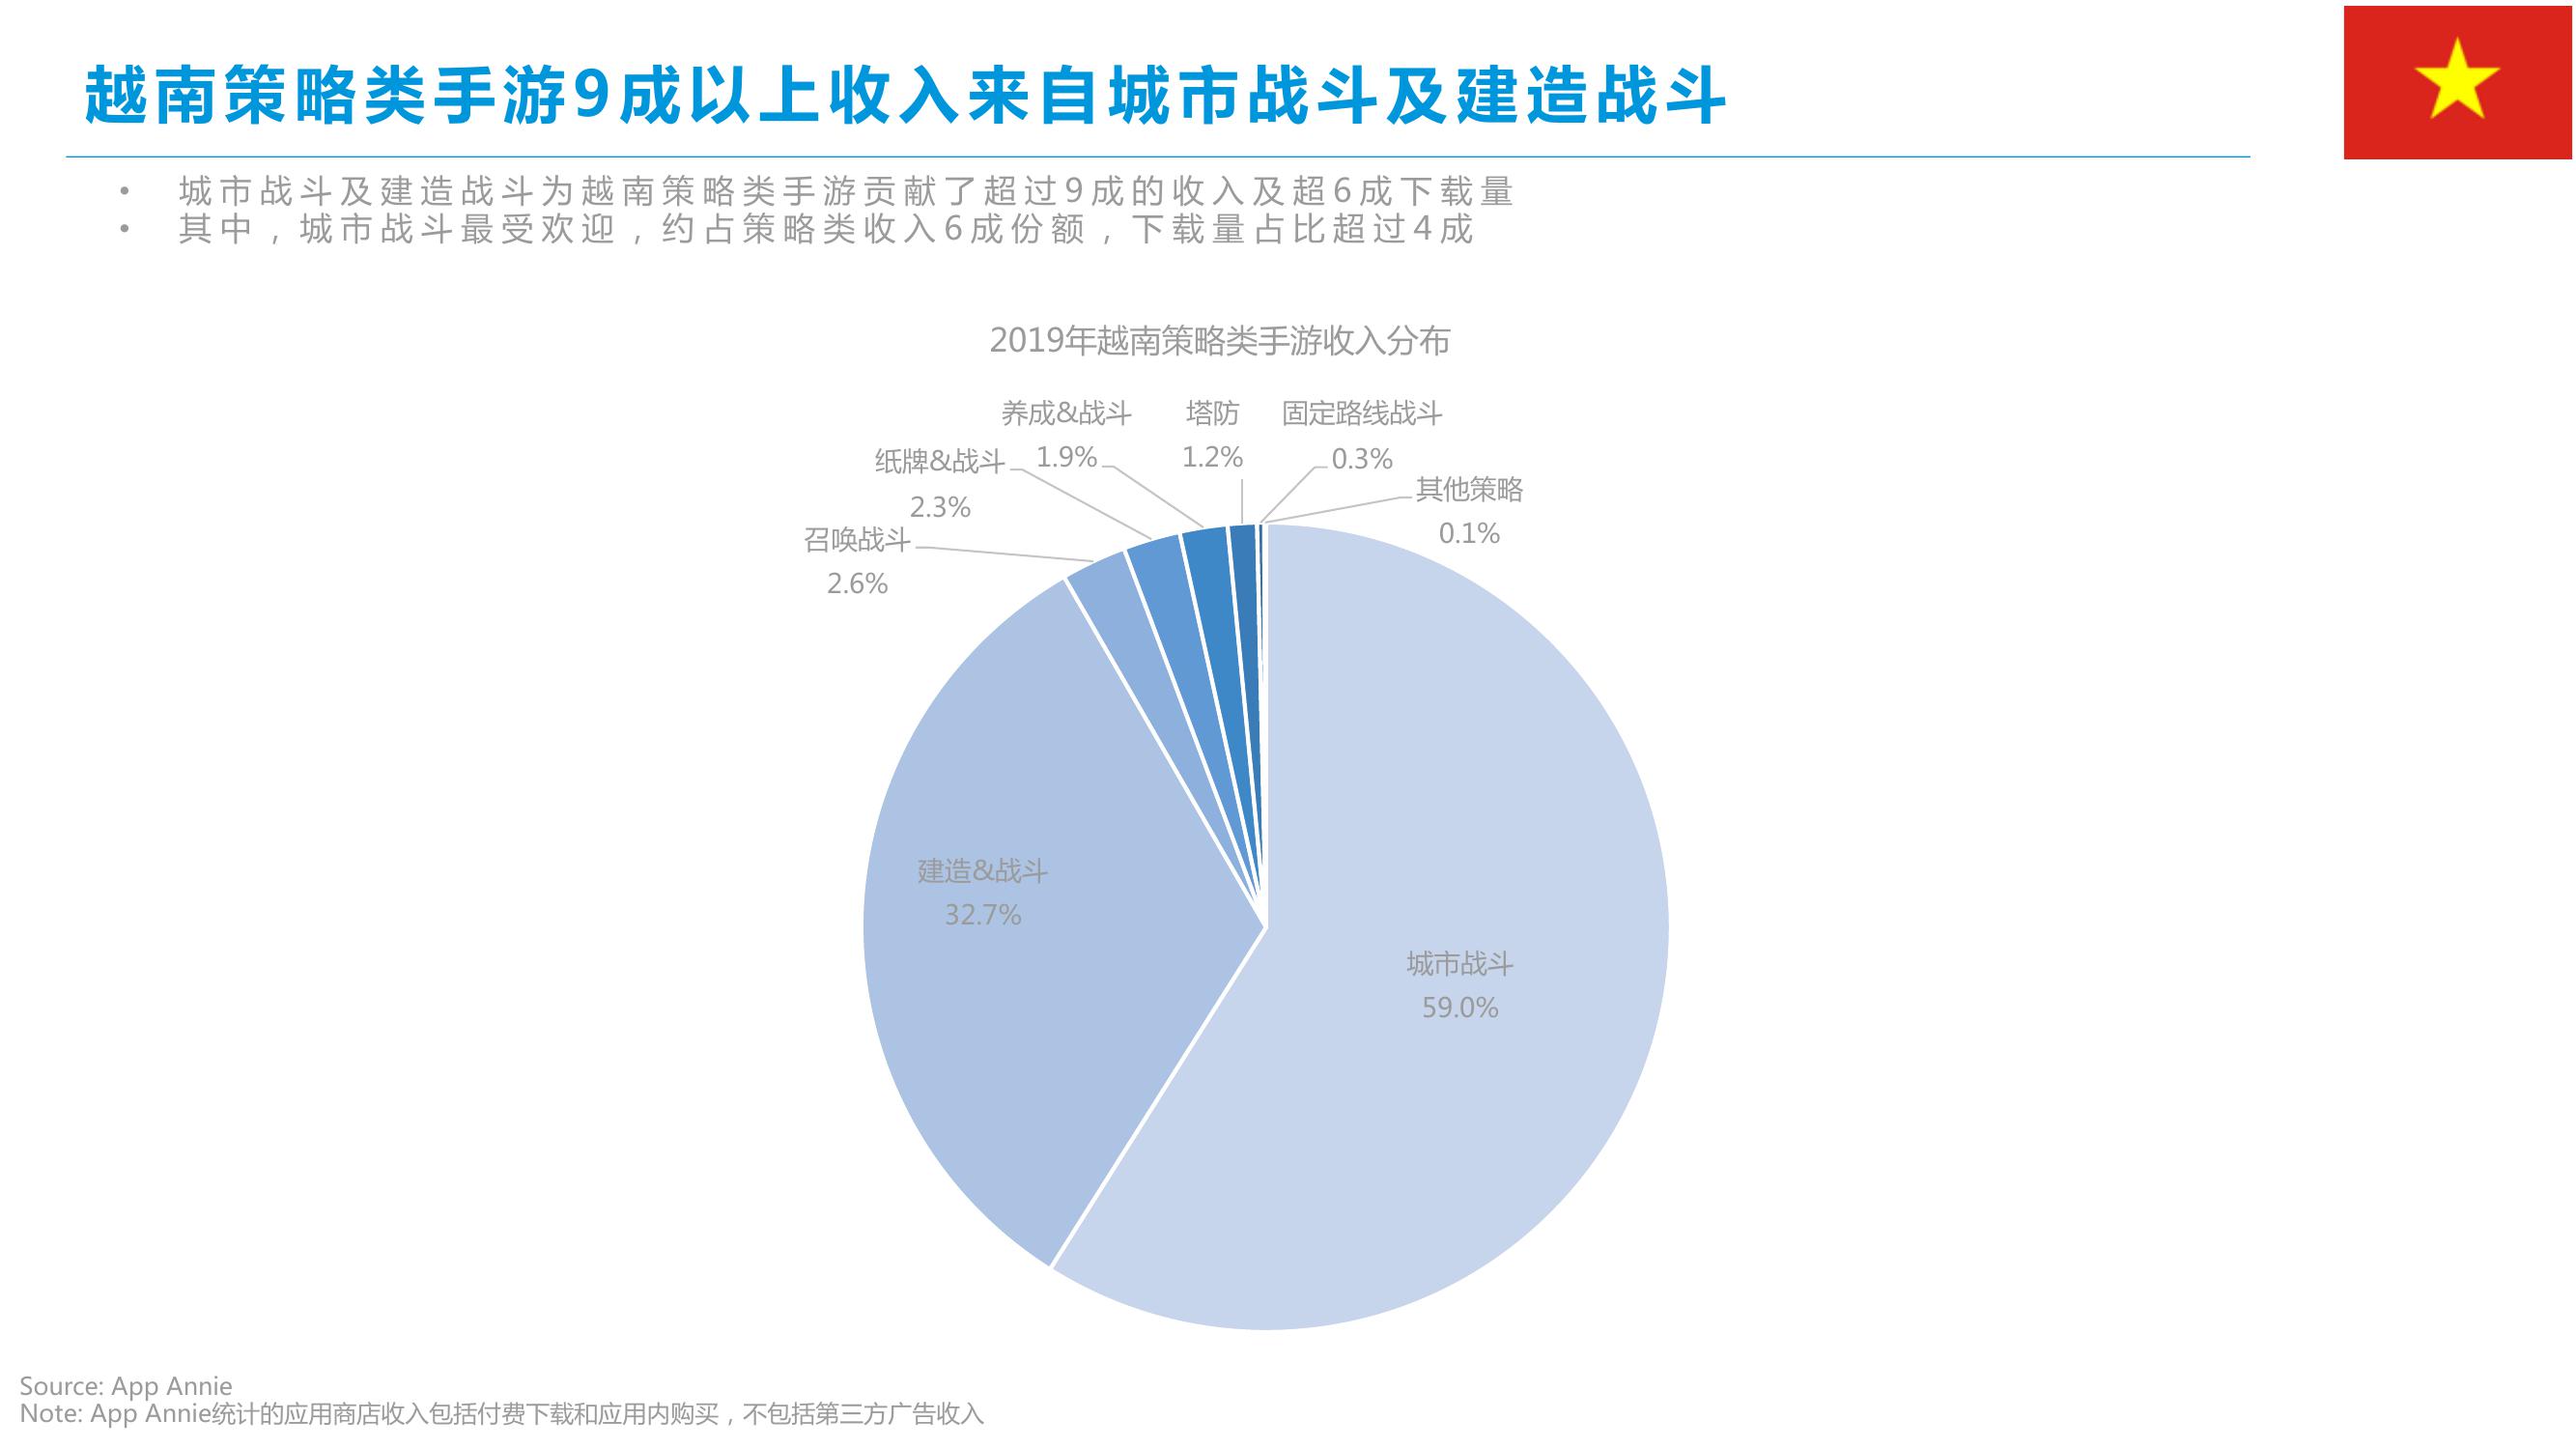 越南策略类手游9成以上收入来自城市战斗及建造战斗
• 城市战斗及建造战斗为越南策略类手游贡献了超过9成的收入及超6成下载量
• 其中，城市战斗最受欢迎，约占策略类收入6成份额，下载量占比超过4成
2019年越南策略类手游收入分布
养成&战斗
1.9%
塔防
1.2%
固定路线战斗
0.3%
纸牌&战斗
2.3%
其他策略
0.1%
召唤战斗
2.6%
建造&战斗
32.7%
城市战斗
59.0%
Source: App Annie
Note: App Annie统计的应用商店收入包括付费下载和应用内购买，不包括第三方广告收入